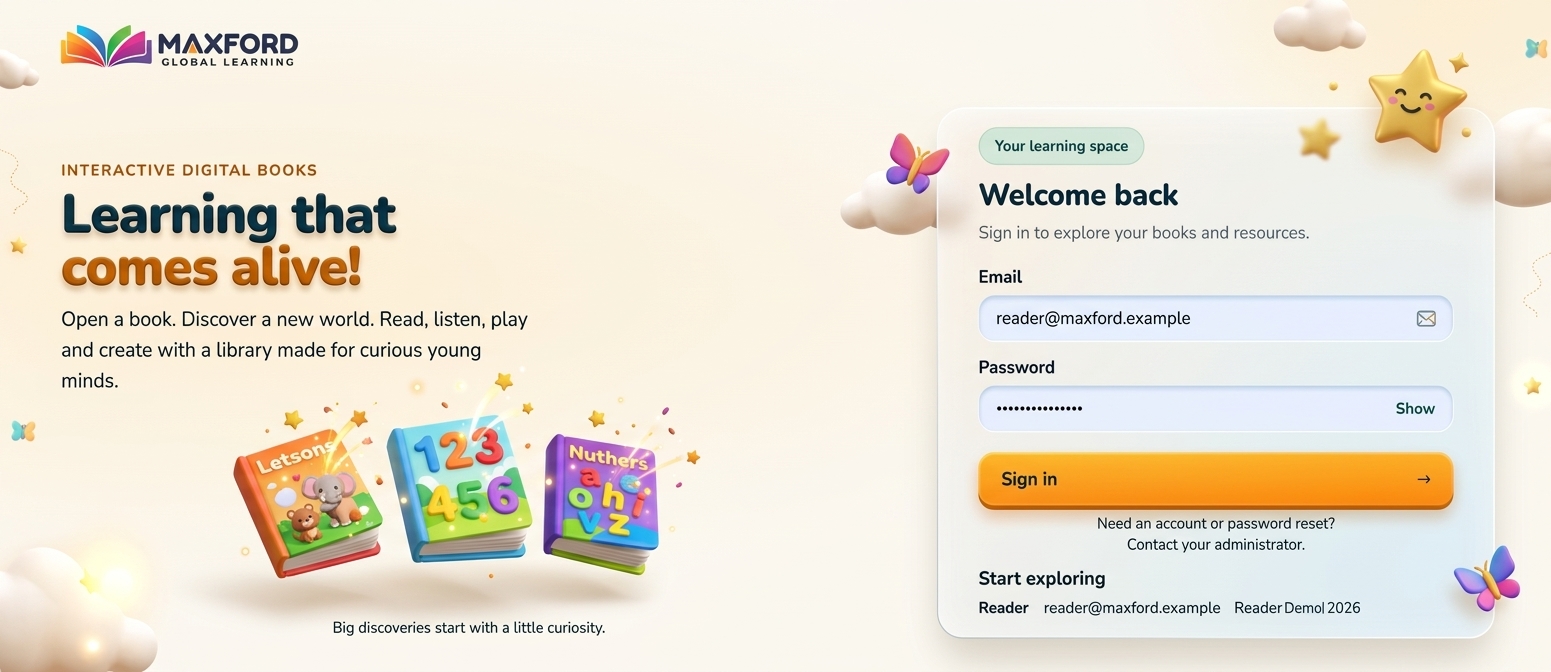 MAXFORD
GLOBAL LEARNING
INTERACTIVE DIGITAL BOOKS
Learning that
comes alive!
Open a book. Discover a new world. Read, listen, play
and create with a library made for curious young
minds.
Letsons
123
456
Nuthers
a e
o h i
v z
Big discoveries start with a little curiosity.
Your learning space
Welcome back
Sign in to explore your books and resources.
Email
reader@maxford.example
Password
•••••••••••••••
Show
Sign in →
Need an account or password reset?
Contact your administrator.
Start exploring
Reader reader@maxford.example Reader Demo| 2026